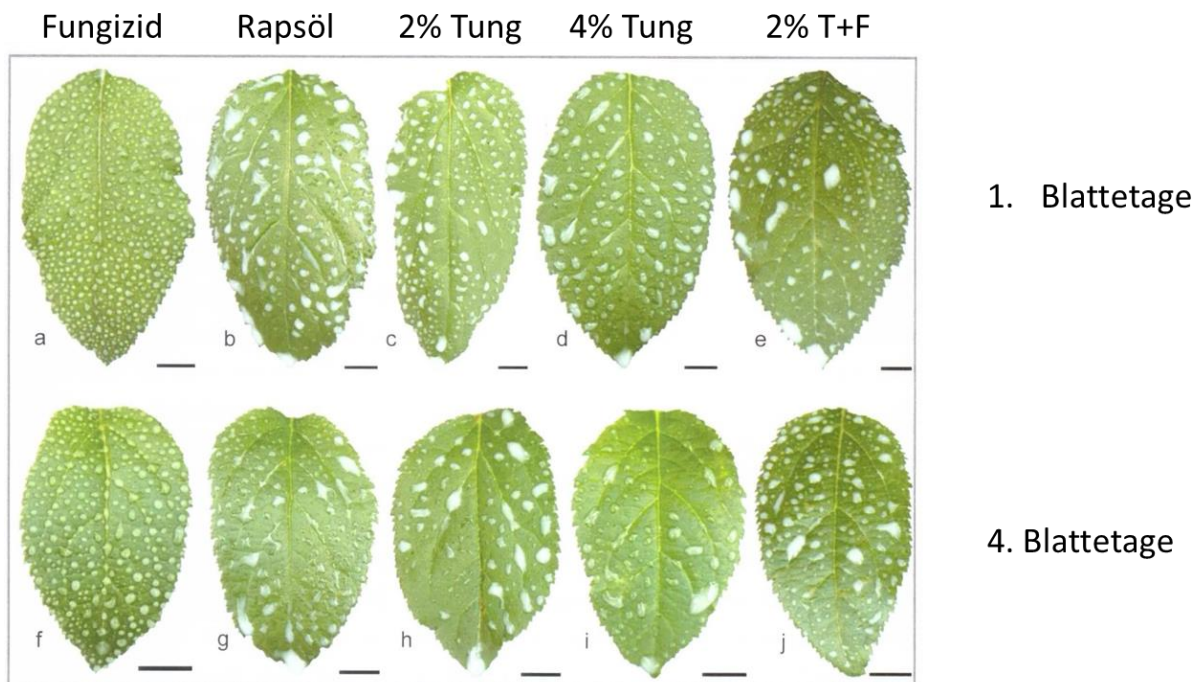 Fungizid Rapsöl 2% Tung 4% Tung 2% T+F
a b c d e
1. Blattetage
f g h i j
4. Blattetage